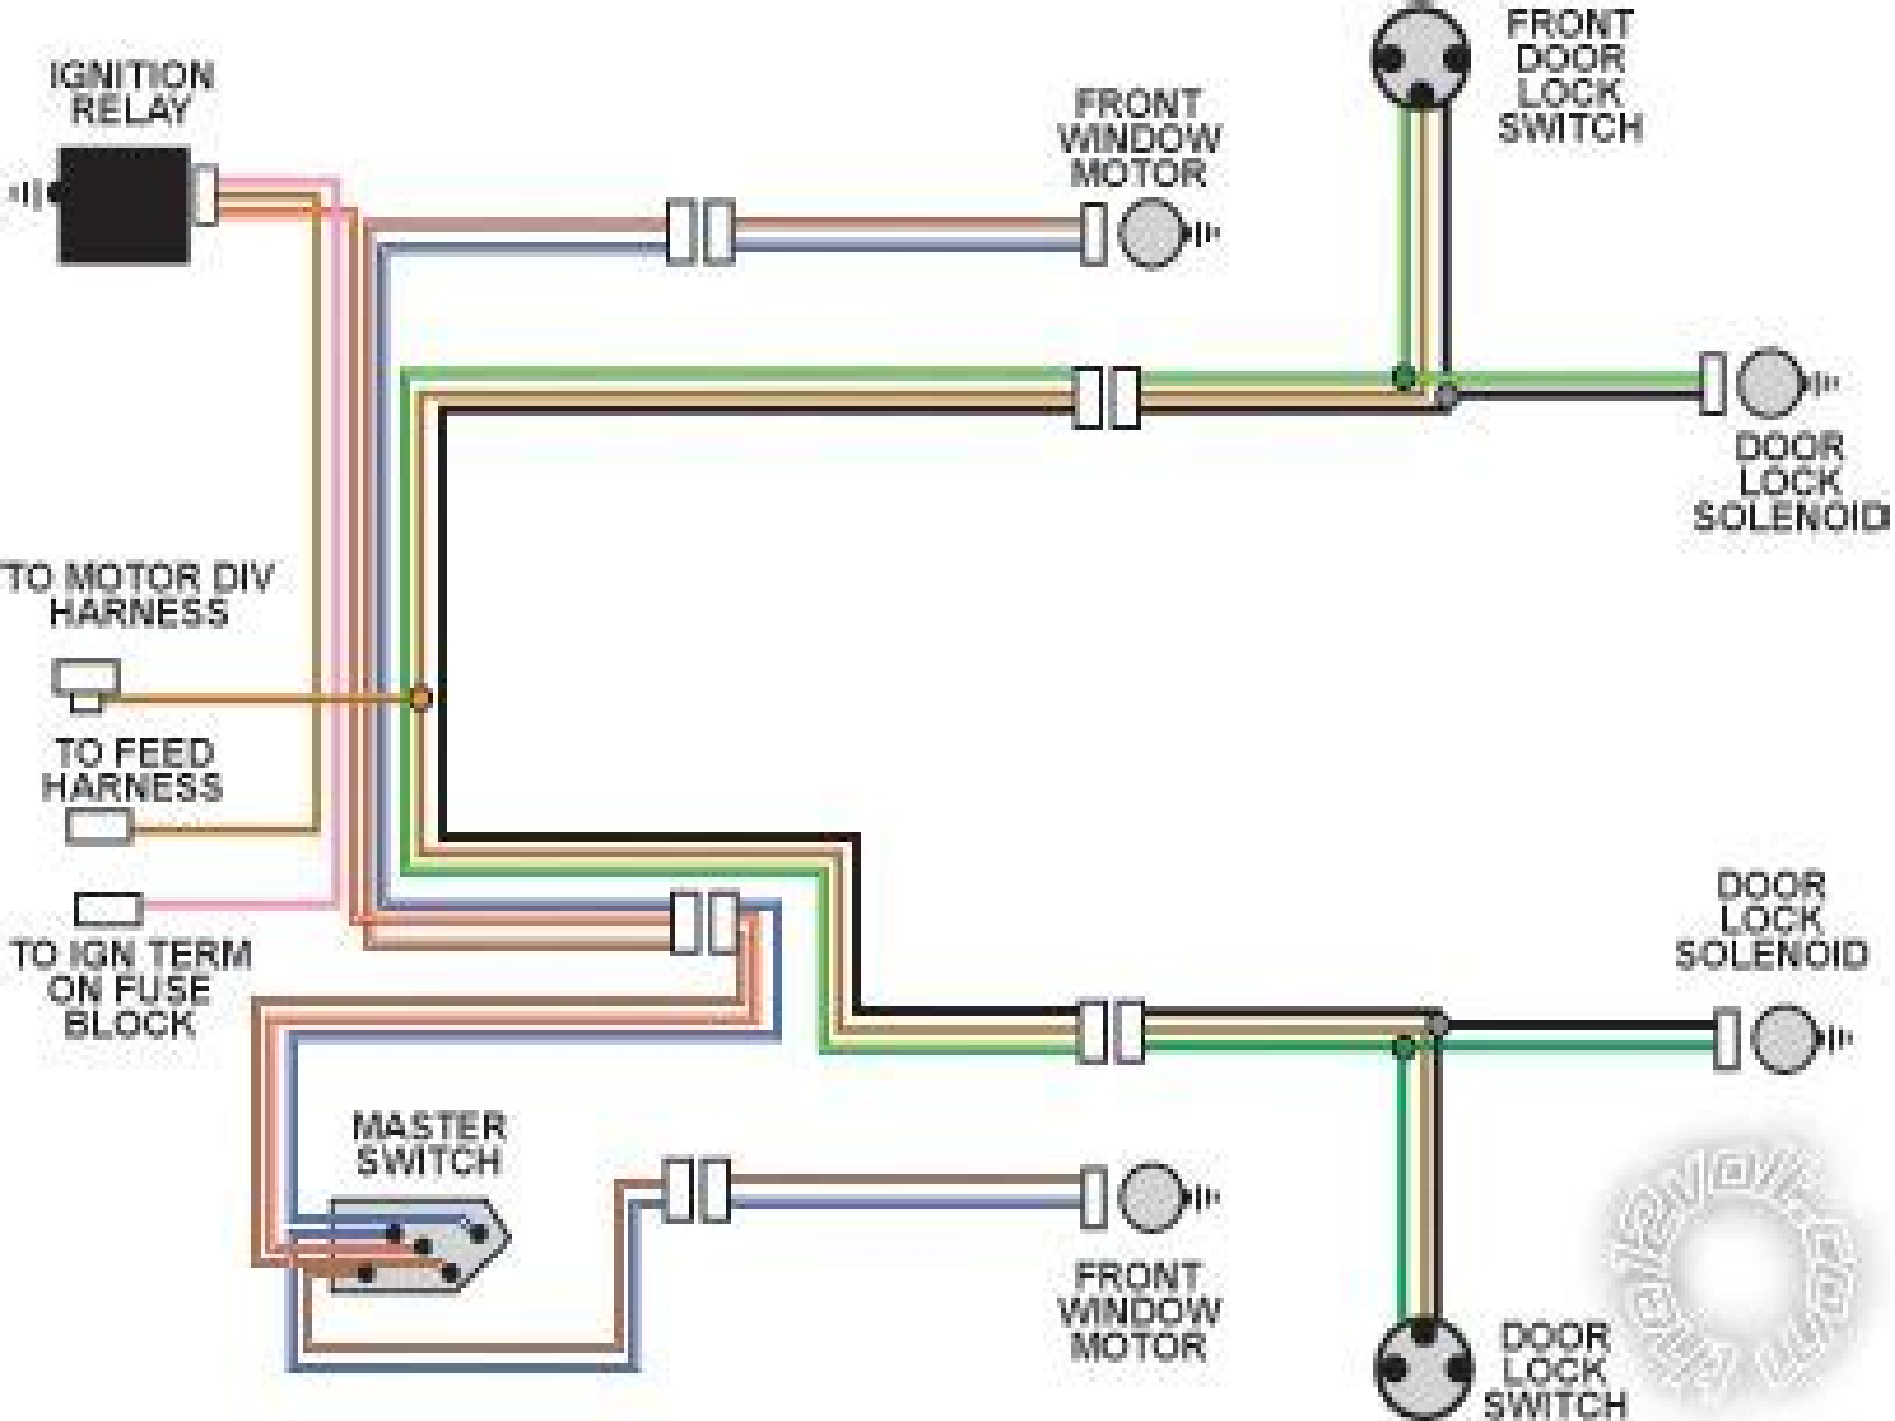 IGNITION
RELAY
FRONT
WINDOW
MOTOR
FRONT
DOOR
LOCK
SWITCH
DOOR
LOCK
SOLENOID
TO MOTOR DIV
HARNESS
TO FEED
HARNESS
TO IGN TERM
ON FUSE
BLOCK
DOOR
LOCK
SOLENOID
MASTER
SWITCH
FRONT
WINDOW
MOTOR
DOOR
LOCK
SWITCH